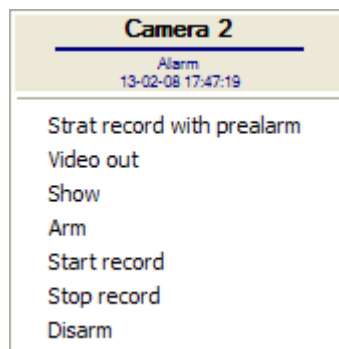 Camera 2
Alarm
13-02-08 17:47:19
Strat record with prealarm
Video out
Show
Arm
Start record
Stop record
Disarm